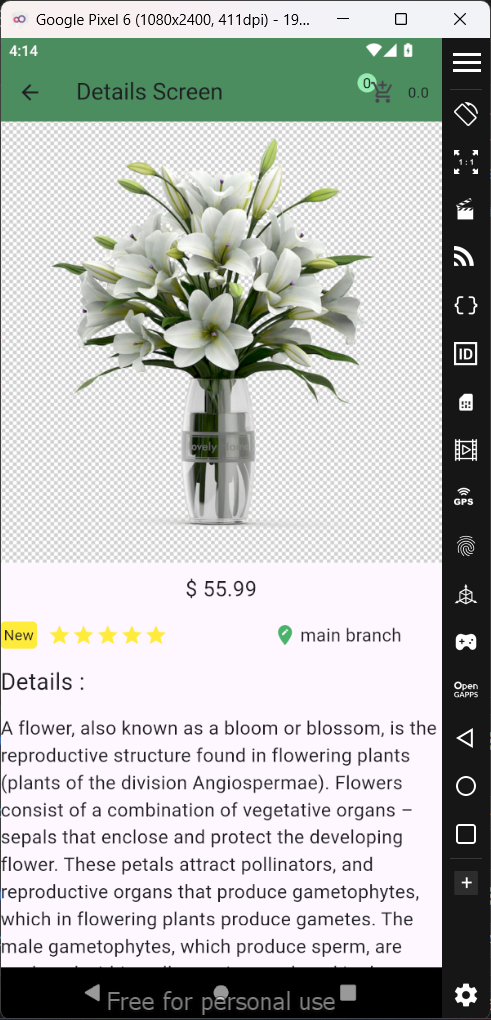 Google Pixel 6 (1080x2400, 411dpi) - 19...
4:14
Details Screen
0
0.0
1:1
ID
GPS
Open
GAPPS
ovely
$ 55.99
New
main branch
Details :
A flower, also known as a bloom or blossom, is the
reproductive structure found in flowering plants
(plants of the division Angiospermae). Flowers
consist of a combination of vegetative organs –
sepals that enclose and protect the developing
flower. These petals attract pollinators, and
reproductive organs that produce gametophytes,
which in flowering plants produce gametes. The
male gametophytes, which produce sperm, are
Free for personal use